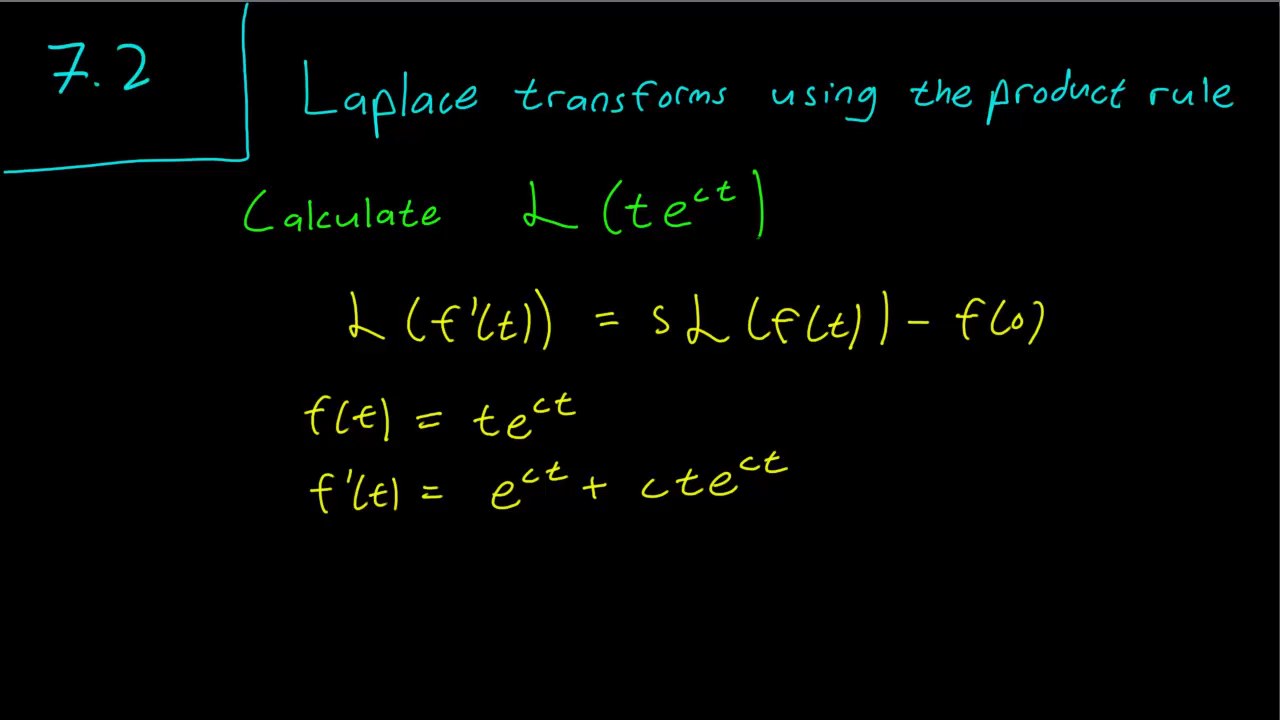 7.2
Laplace transforms using the product rule
Calculate ℒ(te^{ct})
ℒ(f'(t)) = sℒ(f(t)) - f(0)
f(t) = te^{ct}
f'(t) = e^{ct} + cte^{ct}